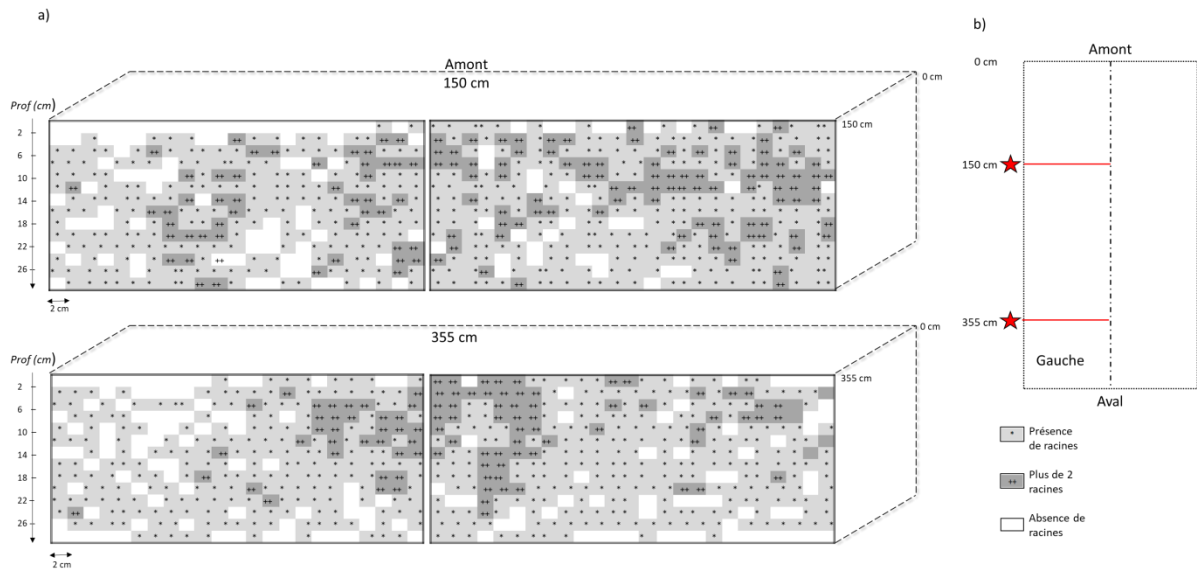 a)
Amont
150 cm
0 cm
Prof (cm)
150 cm
2
6
10
14
18
22
26
2 cm
355 cm
0 cm
Prof (cm)
355 cm
2
6
10
14
18
22
26
2 cm
b)
Amont
0 cm
150 cm
355 cm
Gauche
Aval
* Présence
de racines
++ Plus de 2
racines
Absence de
racines